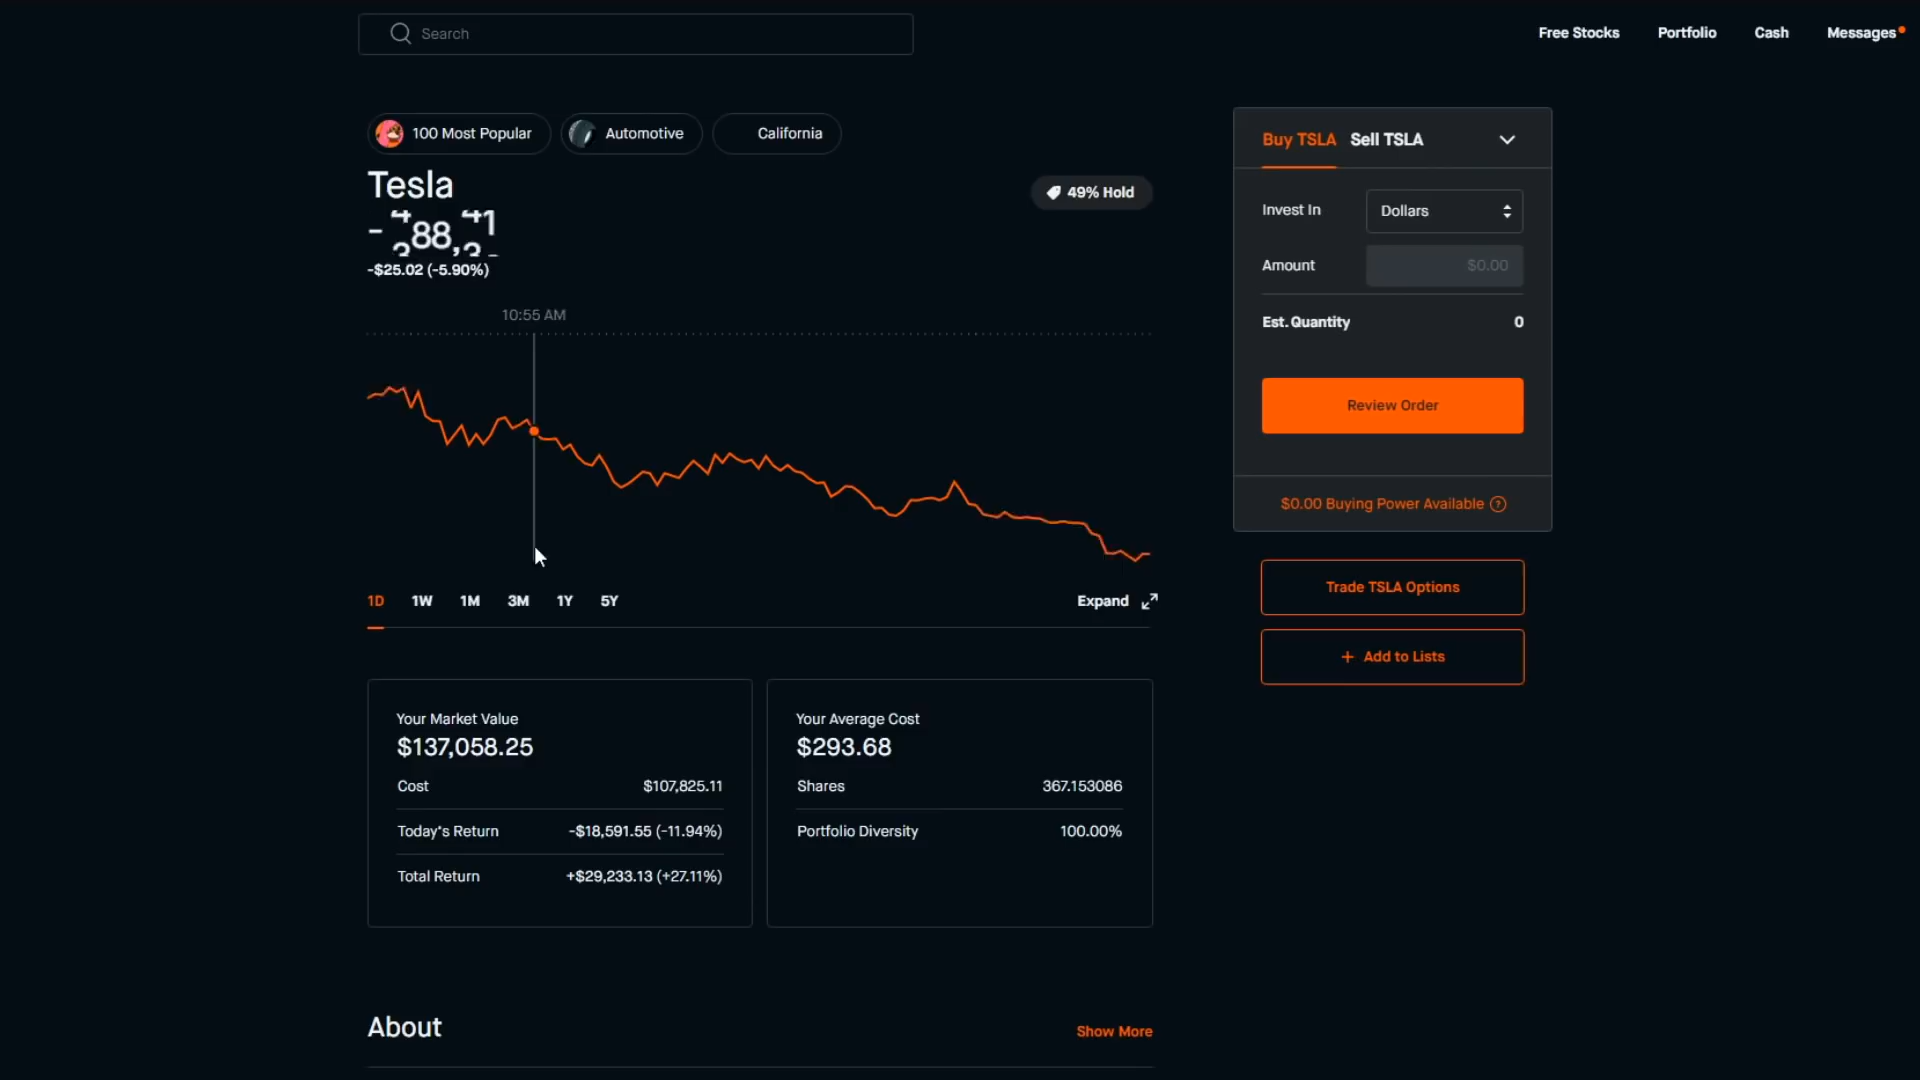 Search
Free Stocks
Portfolio
Cash
Messages
100 Most Popular
Automotive
California
Tesla
49% Hold
-$25.02 (-5.90%)
10:55 AM
1D
1W
1M
3M
1Y
5Y
Expand
Your Market Value
$137,058.25
Cost
$107,825.11
Today's Return
-$18,591.55 (-11.94%)
Total Return
+$29,233.13 (+27.11%)
Your Average Cost
$293.68
Shares
367.153086
Portfolio Diversity
100.00%
About
Show More
Buy TSLA
Sell TSLA
Invest In
Dollars
Amount
$0.00
Est. Quantity
0
Review Order
$0.00 Buying Power Available
Trade TSLA Options
+ Add to Lists